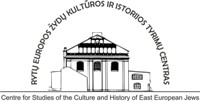 RYTŲ EUROPOS ŽYDŲ KULTŪROS IR ISTORIJOS TYRIMŲ CENTRAS
Centre for Studies of the Culture and History of East European Jews